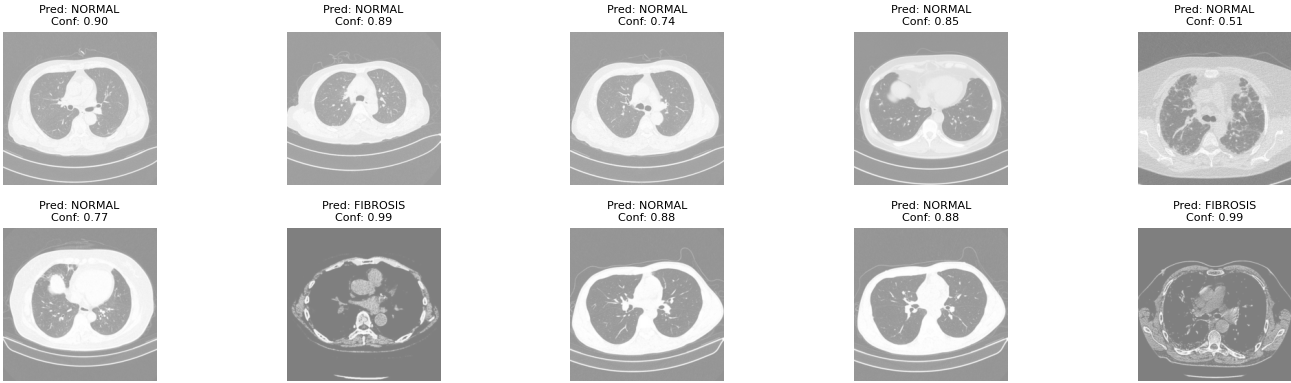 Pred: NORMAL
Conf: 0.90
Pred: NORMAL
Conf: 0.89
Pred: NORMAL
Conf: 0.74
Pred: NORMAL
Conf: 0.85
Pred: NORMAL
Conf: 0.51
Pred: NORMAL
Conf: 0.77
Pred: FIBROSIS
Conf: 0.99
Pred: NORMAL
Conf: 0.88
Pred: NORMAL
Conf: 0.88
Pred: FIBROSIS
Conf: 0.99